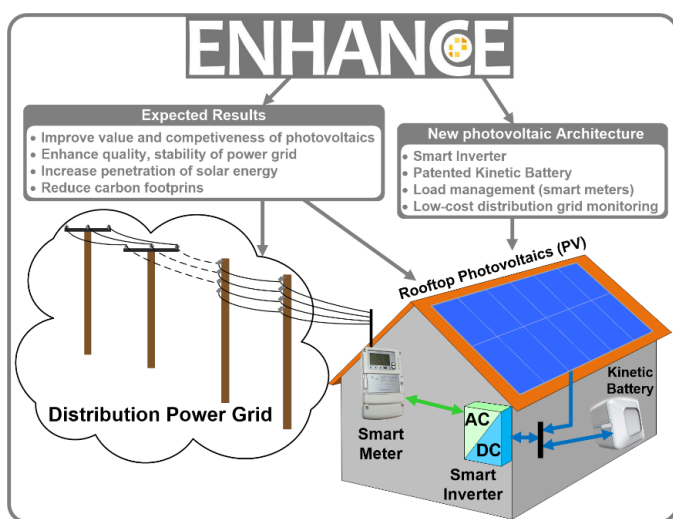 ENHANCE
Expected Results
• Improve value and competiveness of photovoltaics
• Enhance quality, stability of power grid
• Increase penetration of solar energy
• Reduce carbon footprins
New photovoltaic Architecture
• Smart Inverter
• Patented Kinetic Battery
• Load management (smart meters)
• Low-cost distribution grid monitoring
Rooftop Photovoltaics (PV)
Distribution Power Grid
Smart
Meter
AC
DC
Smart
Inverter
Kinetic
Battery